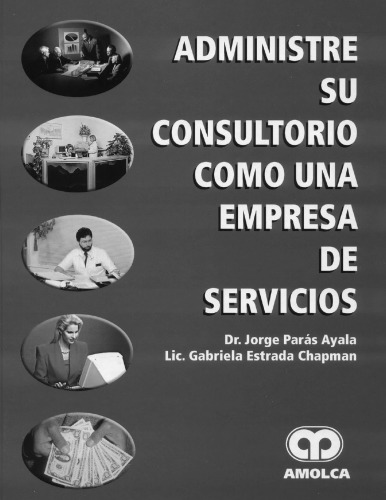 ADMINISTRE
SU
CONSULTORIO
COMO UNA
EMPRESA
DE
SERVICIOS
Dr. Jorge Parás Ayala
Lic. Gabriela Estrada Chapman
AMOLCA